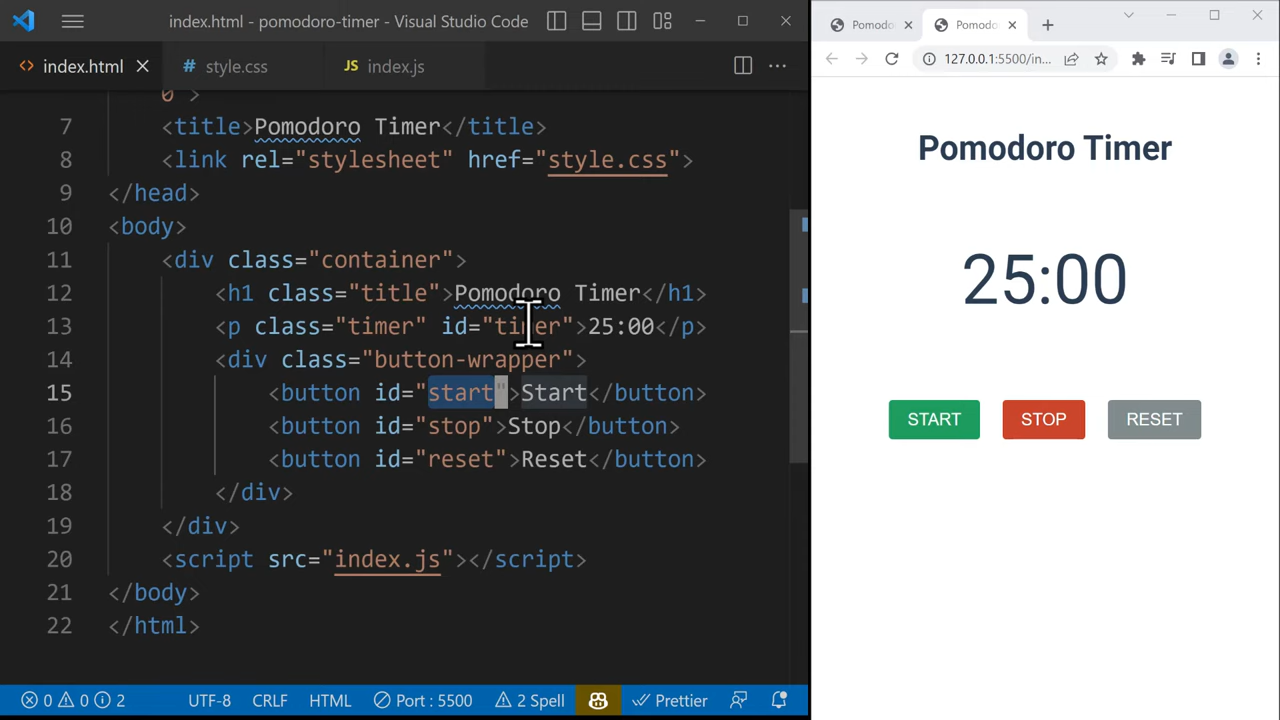 index.html - pomodoro-timer - Visual Studio Code
<> index.html
# style.css
JS index.js
0">
7 <title>Pomodoro Timer</title>
8 <link rel="stylesheet" href="style.css">
9 </head>
10 <body>
11 <div class="container">
12 <h1 class="title">Pomodoro Timer</h1>
13 <p class="timer" id="timer">25:00</p>
14 <div class="button-wrapper">
15 <button id="start">Start</button>
16 <button id="stop">Stop</button>
17 <button id="reset">Reset</button>
18 </div>
19 </div>
20 <script src="index.js"></script>
21 </body>
22 </html>
0 0 2 UTF-8 CRLF HTML Port : 5500 2 Spell Prettier
Pomodo
Pomodo
127.0.0.1:5500/in...
Pomodoro Timer
25:00
START STOP RESET